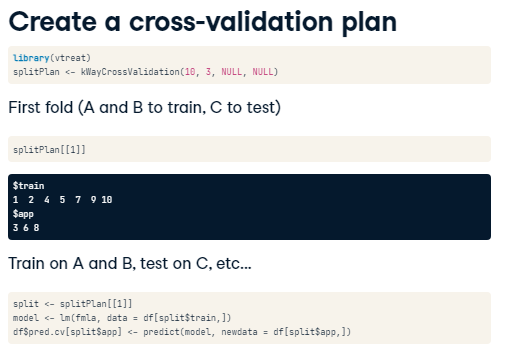 Create a cross-validation plan
library(vtreat)
splitPlan <- kWayCrossValidation(10, 3, NULL, NULL)
First fold (A and B to train, C to test)
splitPlan[[1]]
$train
1  2  4  5  7  9 10
$app
3 6 8
Train on A and B, test on C, etc...
split <- splitPlan[[1]]
model <- lm(fmla, data = df[split$train,])
df$pred.cv[split$app] <- predict(model, newdata = df[split$app,])